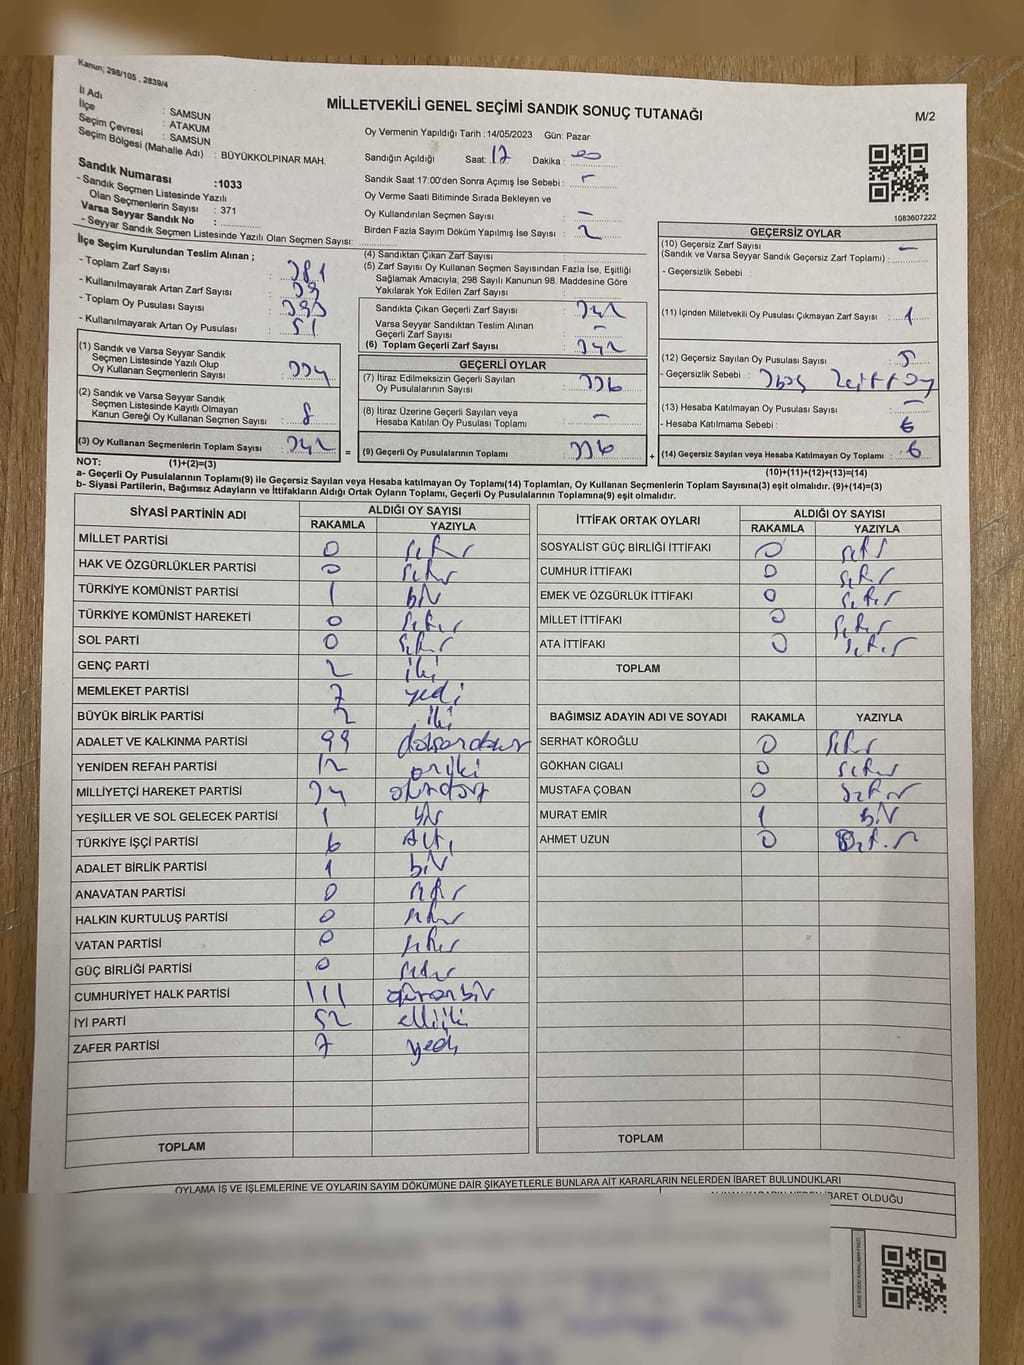 Kanun; 298/105 , 2839/4
MİLLETVEKİLİ GENEL SEÇİMİ SANDIK SONUÇ TUTANAĞI
M/2
İl Adı : SAMSUN
İlçe : ATAKUM
Seçim Çevresi : SAMSUN
Seçim Bölgesi (Mahalle Adı) : BÜYÜKKOLPINAR MAH.
Sandık Numarası :1033
- Sandık Seçmen Listesinde Yazılı
Olan Seçmenlerin Sayısı : 371
Varsa Seyyar Sandık No :
- Seyyar Sandık Seçmen Listesinde Yazılı Olan Seçmen Sayısı:
Oy Vermenin Yapıldığı Tarih : 14/05/2023 Gün: Pazar
Sandığın Açıldığı Saat: 17 Dakika : 00
Sandık Saat 17:00'den Sonra Açımış İse Sebebi :
Oy Verme Saati Bitiminde Sırada Bekleyen ve
Oy Kullandırılan Seçmen Sayısı : —
Birden Fazla Sayım Döküm Yapılmış İse Sayısı : 2
1083607222
İlçe Seçim Kurulundan Teslim Alınan ;
- Toplam Zarf Sayısı : 381
- Kullanılmayarak Artan Zarf Sayısı : 39
- Toplam Oy Pusulası Sayısı : 393
- Kullanılmayarak Artan Oy Pusulası : 51
(1) Sandık ve Varsa Seyyar Sandık
Seçmen Listesinde Yazılı Olup
Oy Kullanan Seçmenlerin Sayısı : 334
(2) Sandık ve Varsa Seyyar Sandık
Seçmen Listesinde Kayıtlı Olmayan
Kanun Gereği Oy Kullanan Seçmen Sayısı : 8
(3) Oy Kullanan Seçmenlerin Toplam Sayısı : 342 =
(4) Sandıktan Çıkan Zarf Sayısı :
(5) Zarf Sayısı Oy Kullanan Seçmen Sayısından Fazla İse, Eşitliği
Sağlamak Amacıyla; 298 Sayılı Kanunun 98. Maddesine Göre
Yakılarak Yok Edilen Zarf Sayısı :
Sandıkta Çıkan Geçerli Zarf Sayısı : 342
Varsa Seyyar Sandıktan Teslim Alınan
Geçerli Zarf Sayısı : —
(6) Toplam Geçerli Zarf Sayısı : 342
GEÇERLİ OYLAR
(7) İtiraz Edilmeksizin Geçerli Sayılan
Oy Pusulalarının Sayısı : 336
(8) İtiraz Üzerine Geçerli Sayılan veya
Hesaba Katılan Oy Pusulası Toplamı : —
(9) Geçerli Oy Pusulalarının Toplamı : 336 +
GEÇERSİZ OYLAR
(10) Geçersiz Zarf Sayısı —
(Sandık ve Varsa Seyyar Sandık Geçersiz Zarf Toplamı) :
- Geçersizlik Sebebi :
(11) İçinden Milletvekili Oy Pusulası Çıkmayan Zarf Sayısı : 1
(12) Geçersiz Sayılan Oy Pusulası Sayısı : 5
- Geçersizlik Sebebi :
(13) Hesaba Katılmayan Oy Pusulası Sayısı : —
- Hesaba Katılmama Sebebi : 6
(14) Geçersiz Sayılan veya Hesaba Katılmayan Oy Toplamı : 6
NOT: (1)+(2)=(3)
(10)+(11)+(12)+(13)=(14)
a- Geçerli Oy Pusulalarının Toplamı(9) ile Geçersiz Sayılan veya Hesaba katılmayan Oy Toplamı(14) Toplamları, Oy Kullanan Seçmenlerin Toplam Sayısına(3) eşit olmalıdır. (9)+(14)=(3)
b- Siyasi Partilerin, Bağımsız Adayların ve İttifakların Aldığı Ortak Oyların Toplamı, Geçerli Oy Pusulalarının Toplamına(9) eşit olmalıdır.
SİYASİ PARTİNİN ADI
ALDIĞI OY SAYISI
RAKAMLA YAZIYLA
MİLLET PARTİSİ 0 sıfır
HAK VE ÖZGÜRLÜKLER PARTİSİ 0 sıfır
TÜRKİYE KOMÜNİST PARTİSİ 1 bir
TÜRKİYE KOMÜNİST HAREKETİ 0 sıfır
SOL PARTİ 0 sıfır
GENÇ PARTİ 2 iki
MEMLEKET PARTİSİ 7 yedi
BÜYÜK BİRLİK PARTİSİ 2 iki
ADALET VE KALKINMA PARTİSİ 99 doksandokuz
YENİDEN REFAH PARTİSİ 12 oniki
MİLLİYETÇİ HAREKET PARTİSİ 34 otuzdört
YEŞİLLER VE SOL GELECEK PARTİSİ 1 bir
TÜRKİYE İŞÇİ PARTİSİ 6 altı
ADALET BİRLİK PARTİSİ 1 bir
ANAVATAN PARTİSİ 0 sıfır
HALKIN KURTULUŞ PARTİSİ 0 sıfır
VATAN PARTİSİ 0 sıfır
GÜÇ BİRLİĞİ PARTİSİ 0 sıfır
CUMHURİYET HALK PARTİSİ 111 yüzonbir
İYİ PARTİ 52 elliiki
ZAFER PARTİSİ 7 yedi
TOPLAM
İTTİFAK ORTAK OYLARI
ALDIĞI OY SAYISI
RAKAMLA YAZIYLA
SOSYALİST GÜÇ BİRLİĞİ İTTİFAKI 0 sıfır
CUMHUR İTTİFAKI 0 sıfır
EMEK VE ÖZGÜRLÜK İTTİFAKI 0 sıfır
MİLLET İTTİFAKI 0 sıfır
ATA İTTİFAKI 0 sıfır
TOPLAM
BAĞIMSIZ ADAYIN ADI VE SOYADI RAKAMLA YAZIYLA
SERHAT KÖROĞLU 0 sıfır
GÖKHAN CIGALI 0 sıfır
MUSTAFA ÇOBAN 0 sıfır
MURAT EMİR 1 bir
AHMET UZUN 0 sıfır
TOPLAM
OYLAMA İŞ VE İŞLEMLERİNE VE OYLARIN SAYIM DÖKÜMÜNE DAİR ŞİKAYETLERLE BUNLARA AİT KARARLARIN NELERDEN İBARET BULUNDUKLARI
İBARET OLDUĞU